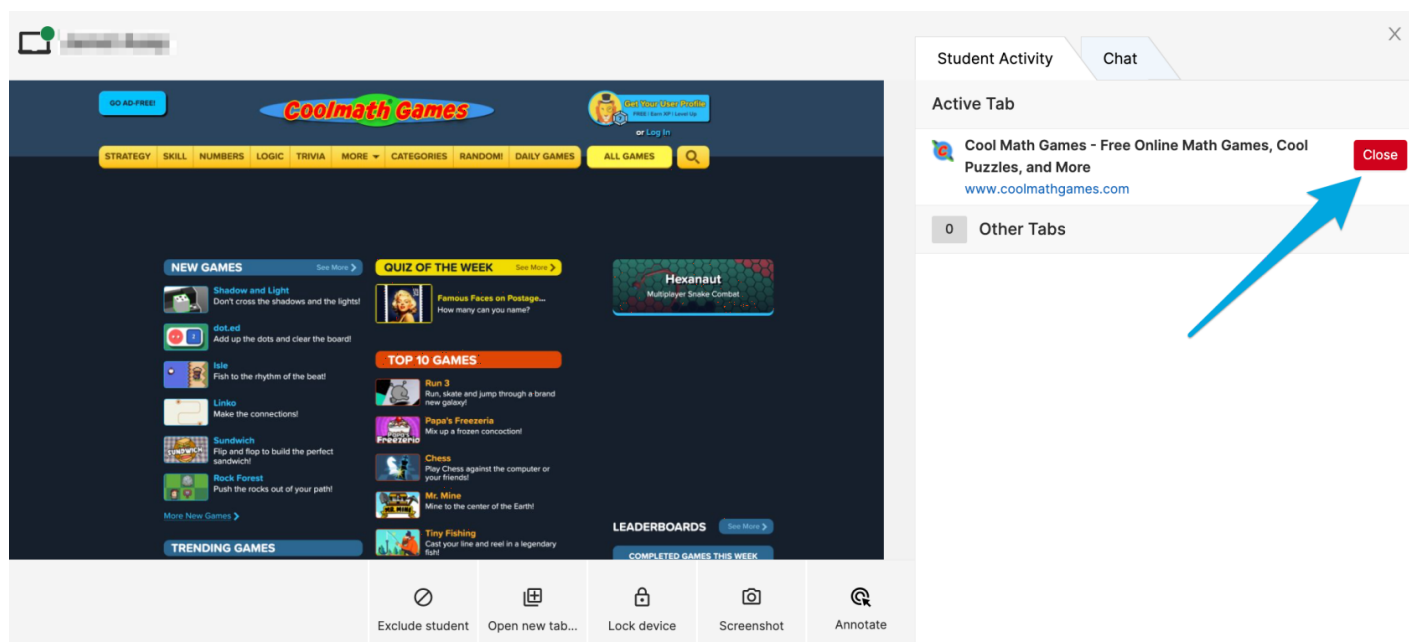 Student Activity
Chat
Active Tab
Cool Math Games - Free Online Math Games, Cool
Puzzles, and More
www.coolmathgames.com
Close
0 Other Tabs
GO AD-FREE!
Coolmath Games
Get Your User Profile
FREE | Earn XP | Level Up
or Log In
STRATEGY SKILL NUMBERS LOGIC TRIVIA MORE CATEGORIES RANDOM! DAILY GAMES ALL GAMES
NEW GAMES See More
Shadow and Light
Don't cross the shadows and the lights!
dot.ed
Add up the dots and clear the board!
Isle
Fish to the rhythm of the beat!
Linko
Make the connections!
Sundwich
Flip and flop to build the perfect
sandwich!
Rock Forest
Push the rocks out of your path!
More New Games
TRENDING GAMES
QUIZ OF THE WEEK See More
Famous Faces on Postage...
How many can you name?
TOP 10 GAMES
Run 3
Run, skate and jump through a brand
new galaxy!
Papa's Freezeria
Mix up a frozen concoction!
Chess
Play Chess against the computer or
your friends!
Mr. Mine
Mine to the center of the Earth!
Tiny Fishing
Cast your line and reel in a legendary
fish!
Hexanaut
Multiplayer Snake Combat
LEADERBOARDS See More
COMPLETED GAMES THIS WEEK
Exclude student
Open new tab...
Lock device
Screenshot
Annotate